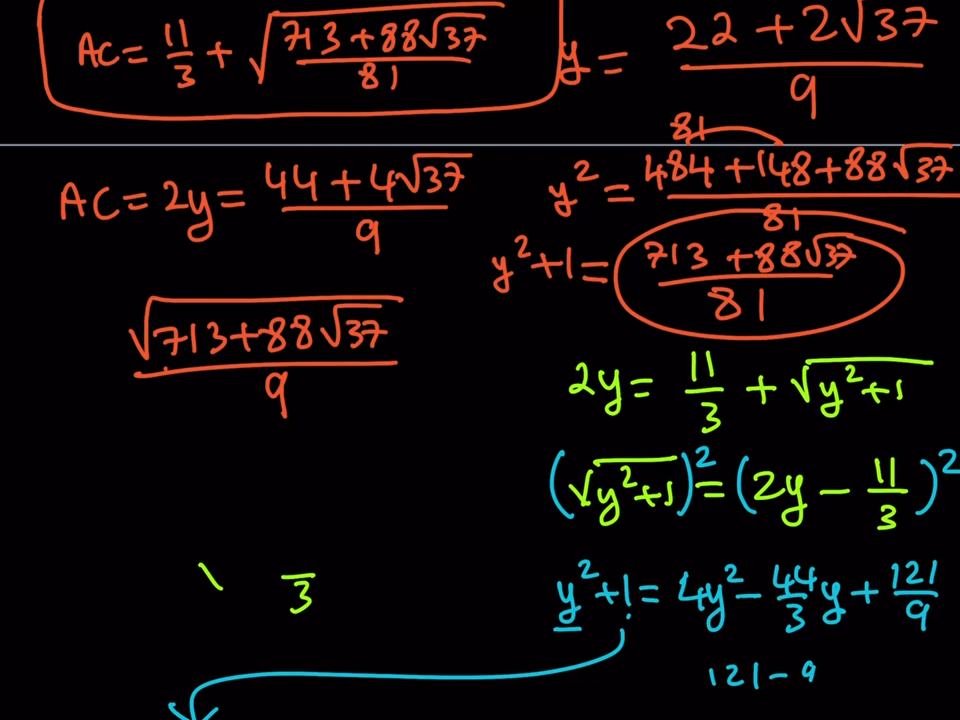 AC = 11/3 + √((713 + 88√37)/81)
y = (22 + 2√37)/9
AC = 2y = (44 + 4√37)/9
81
y² = (484 + 148 + 88√37)/81
y² + 1 = (713 + 88√37)/81
√(713 + 88√37)/9
2y = 11/3 + √(y² + 1)
(√(y² + 1))² = (2y − 11/3)²
\ ‾3
y² + 1 = 4y² − 44/3 y + 121/9
121 − 9